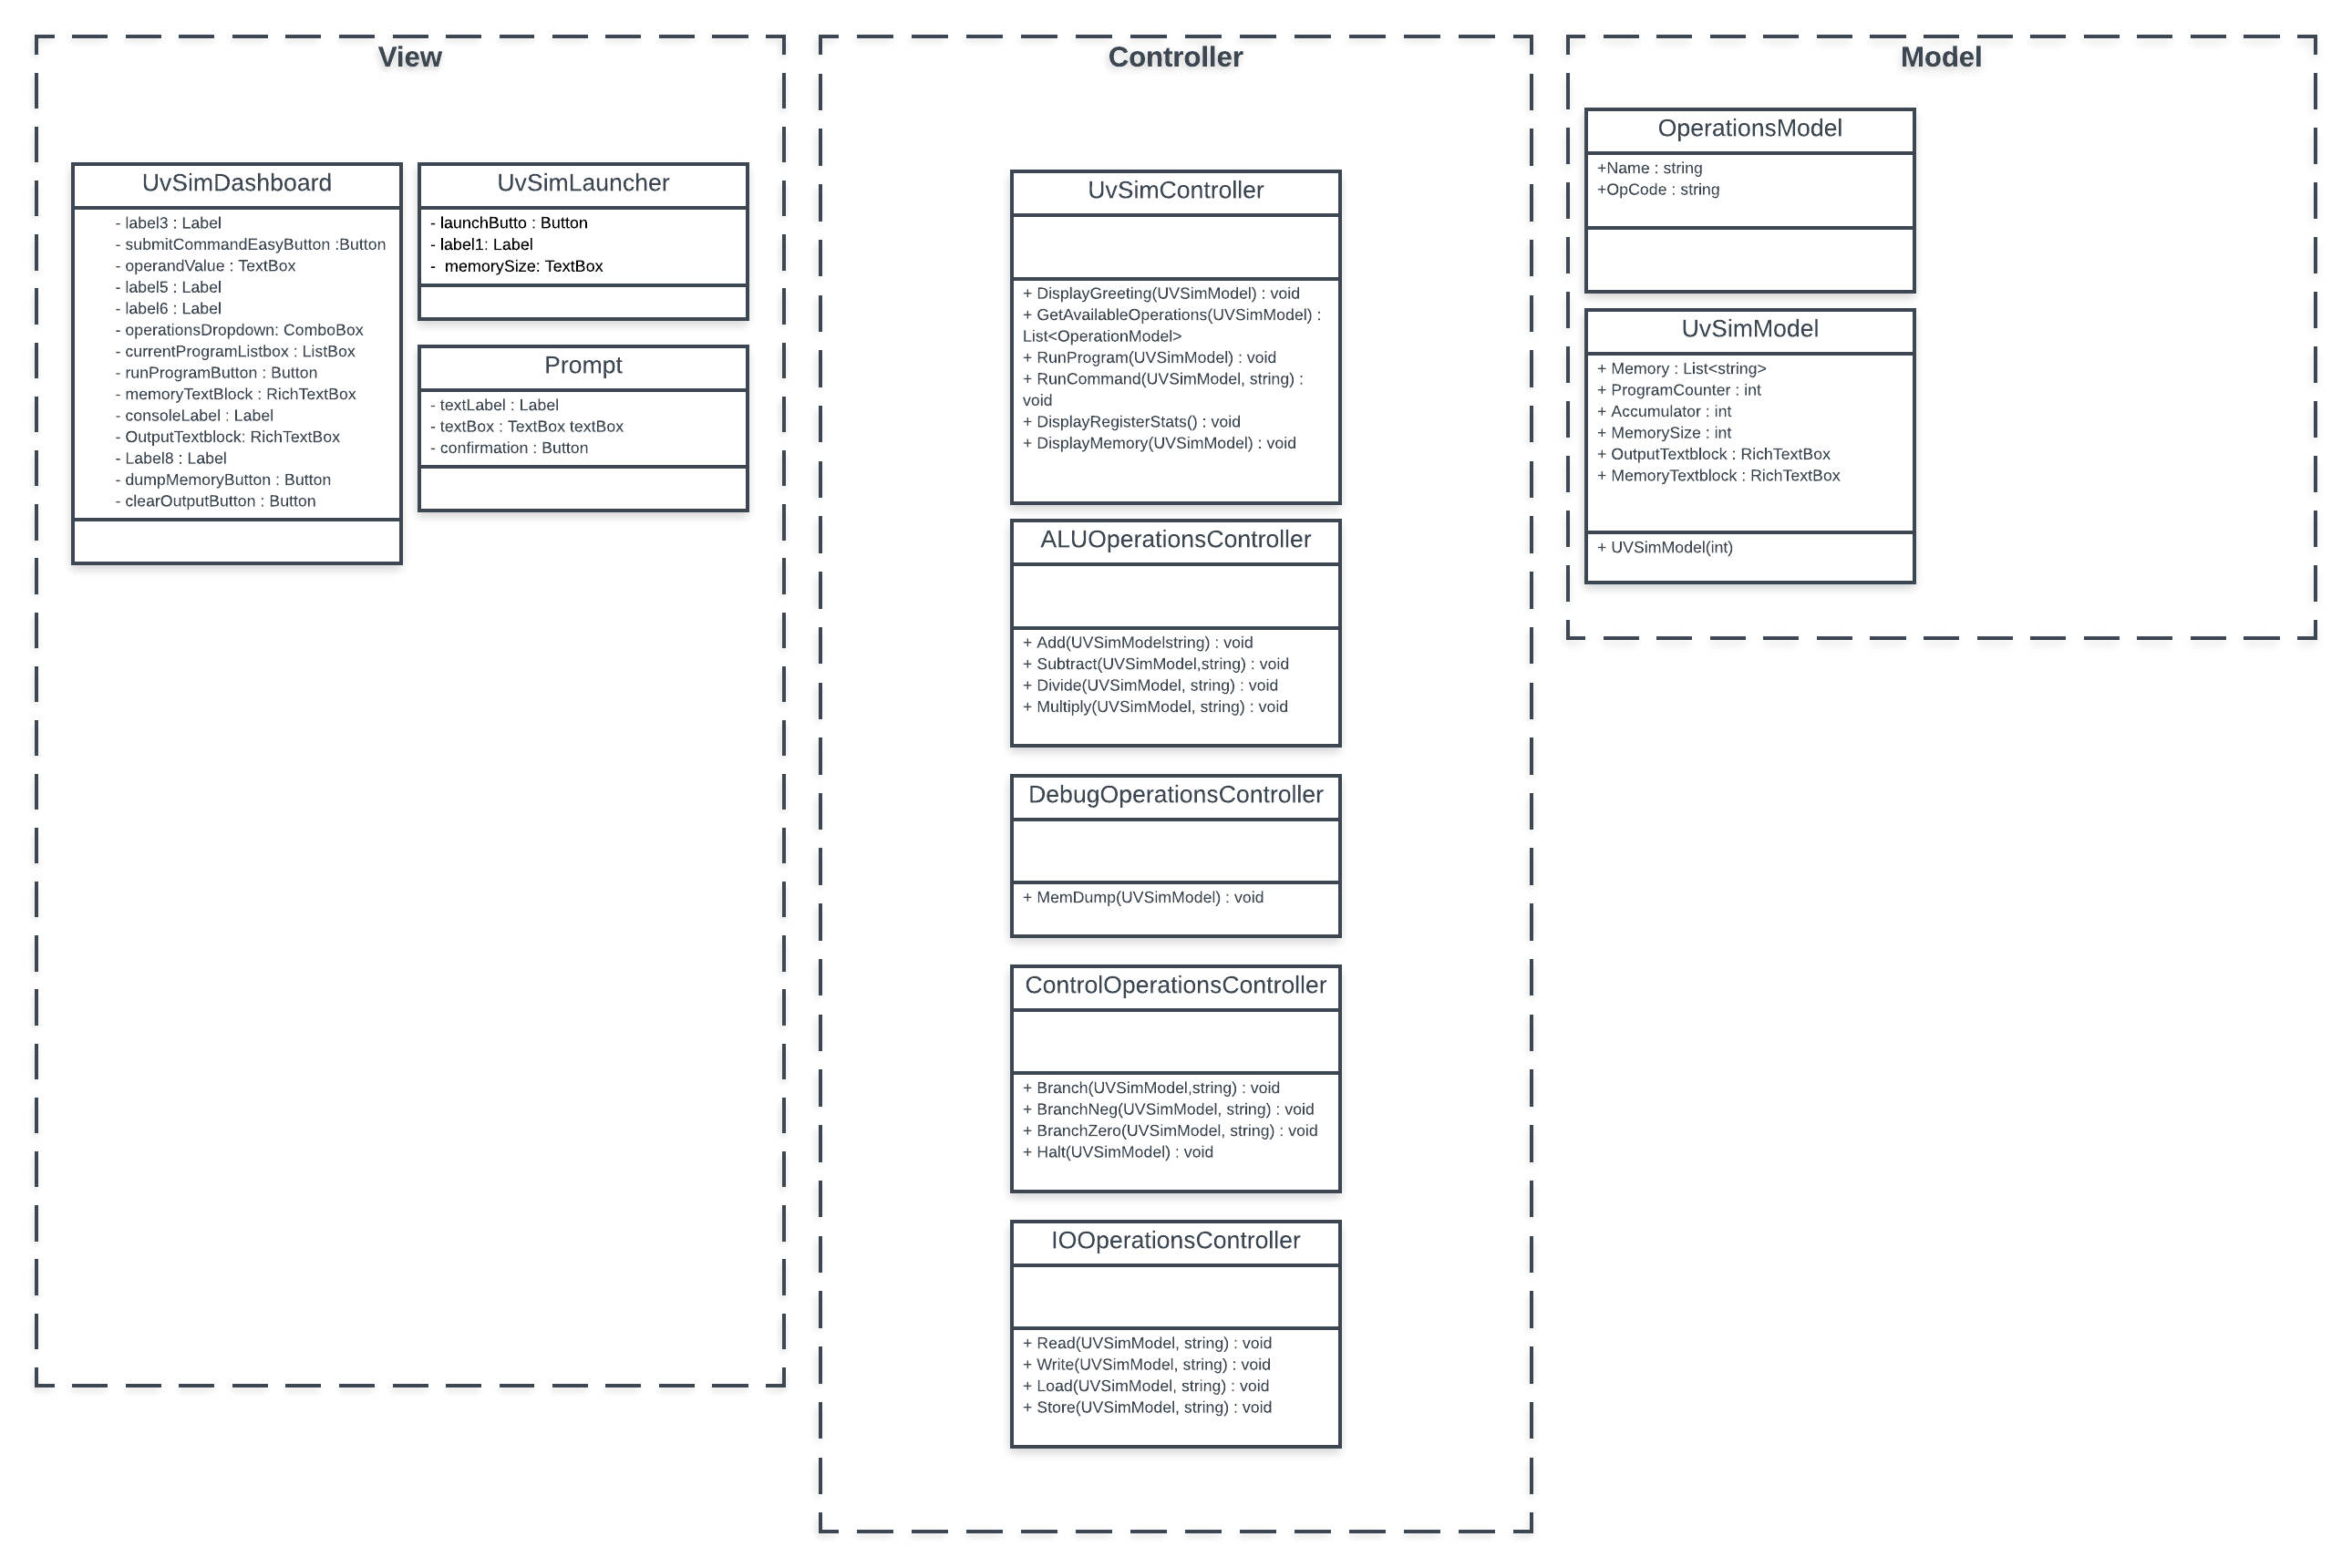 View
UvSimDashboard
- label3 : Label
- submitCommandEasyButton :Button
- operandValue : TextBox
- label5 : Label
- label6 : Label
- operationsDropdown: ComboBox
- currentProgramListbox : ListBox
- runProgramButton : Button
- memoryTextBlock : RichTextBox
- consoleLabel : Label
- OutputTextblock: RichTextBox
- Label8 : Label
- dumpMemoryButton : Button
- clearOutputButton : Button
UvSimLauncher
- launchButto : Button
- label1: Label
- memorySize: TextBox
Prompt
- textLabel : Label
- textBox : TextBox textBox
- confirmation : Button
Controller
UvSimController
+ DisplayGreeting(UVSimModel) : void
+ GetAvailableOperations(UVSimModel) :
List<OperationModel>
+ RunProgram(UVSimModel) : void
+ RunCommand(UVSimModel, string) :
void
+ DisplayRegisterStats() : void
+ DisplayMemory(UVSimModel) : void
ALUOperationsController
+ Add(UVSimModelstring) : void
+ Subtract(UVSimModel,string) : void
+ Divide(UVSimModel, string) : void
+ Multiply(UVSimModel, string) : void
DebugOperationsController
+ MemDump(UVSimModel) : void
ControlOperationsController
+ Branch(UVSimModel,string) : void
+ BranchNeg(UVSimModel, string) : void
+ BranchZero(UVSimModel, string) : void
+ Halt(UVSimModel) : void
IOOperationsController
+ Read(UVSimModel, string) : void
+ Write(UVSimModel, string) : void
+ Load(UVSimModel, string) : void
+ Store(UVSimModel, string) : void
Model
OperationsModel
+Name : string
+OpCode : string
UvSimModel
+ Memory : List<string>
+ ProgramCounter : int
+ Accumulator : int
+ MemorySize : int
+ OutputTextblock : RichTextBox
+ MemoryTextblock : RichTextBox
+ UVSimModel(int)